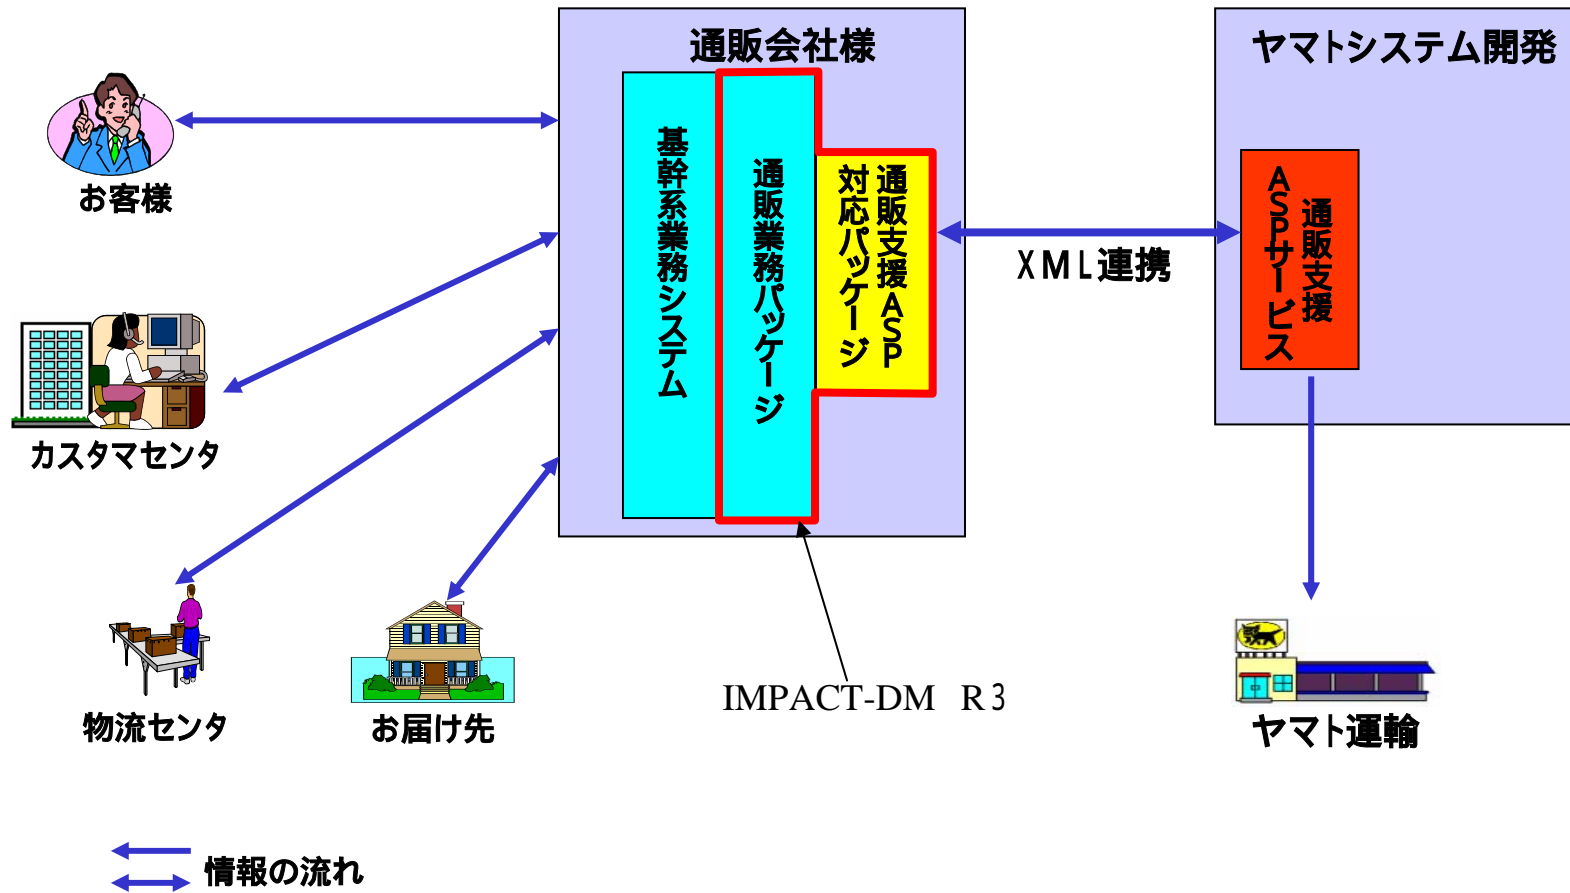 通販会社様
ヤマトシステム開発
お客様
カスタマセンタ
物流センタ
お届け先
基幹系業務システム
通販業務パッケージ
通販支援ASP
対応パッケージ
XML連携
通販支援
ASPサービス
IMPACT-DM R3
ヤマト運輸
情報の流れ